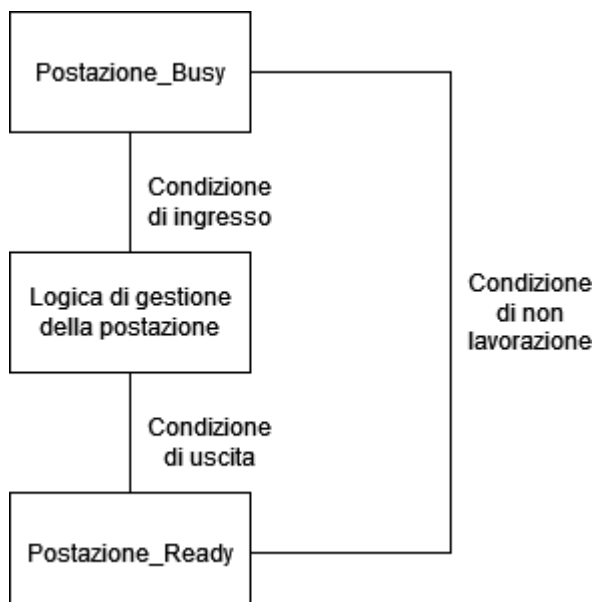 Postazione_Busy
Condizione
di ingresso
Logica di gestione
della postazione
Condizione
di non
lavorazione
Condizione
di uscita
Postazione_Ready